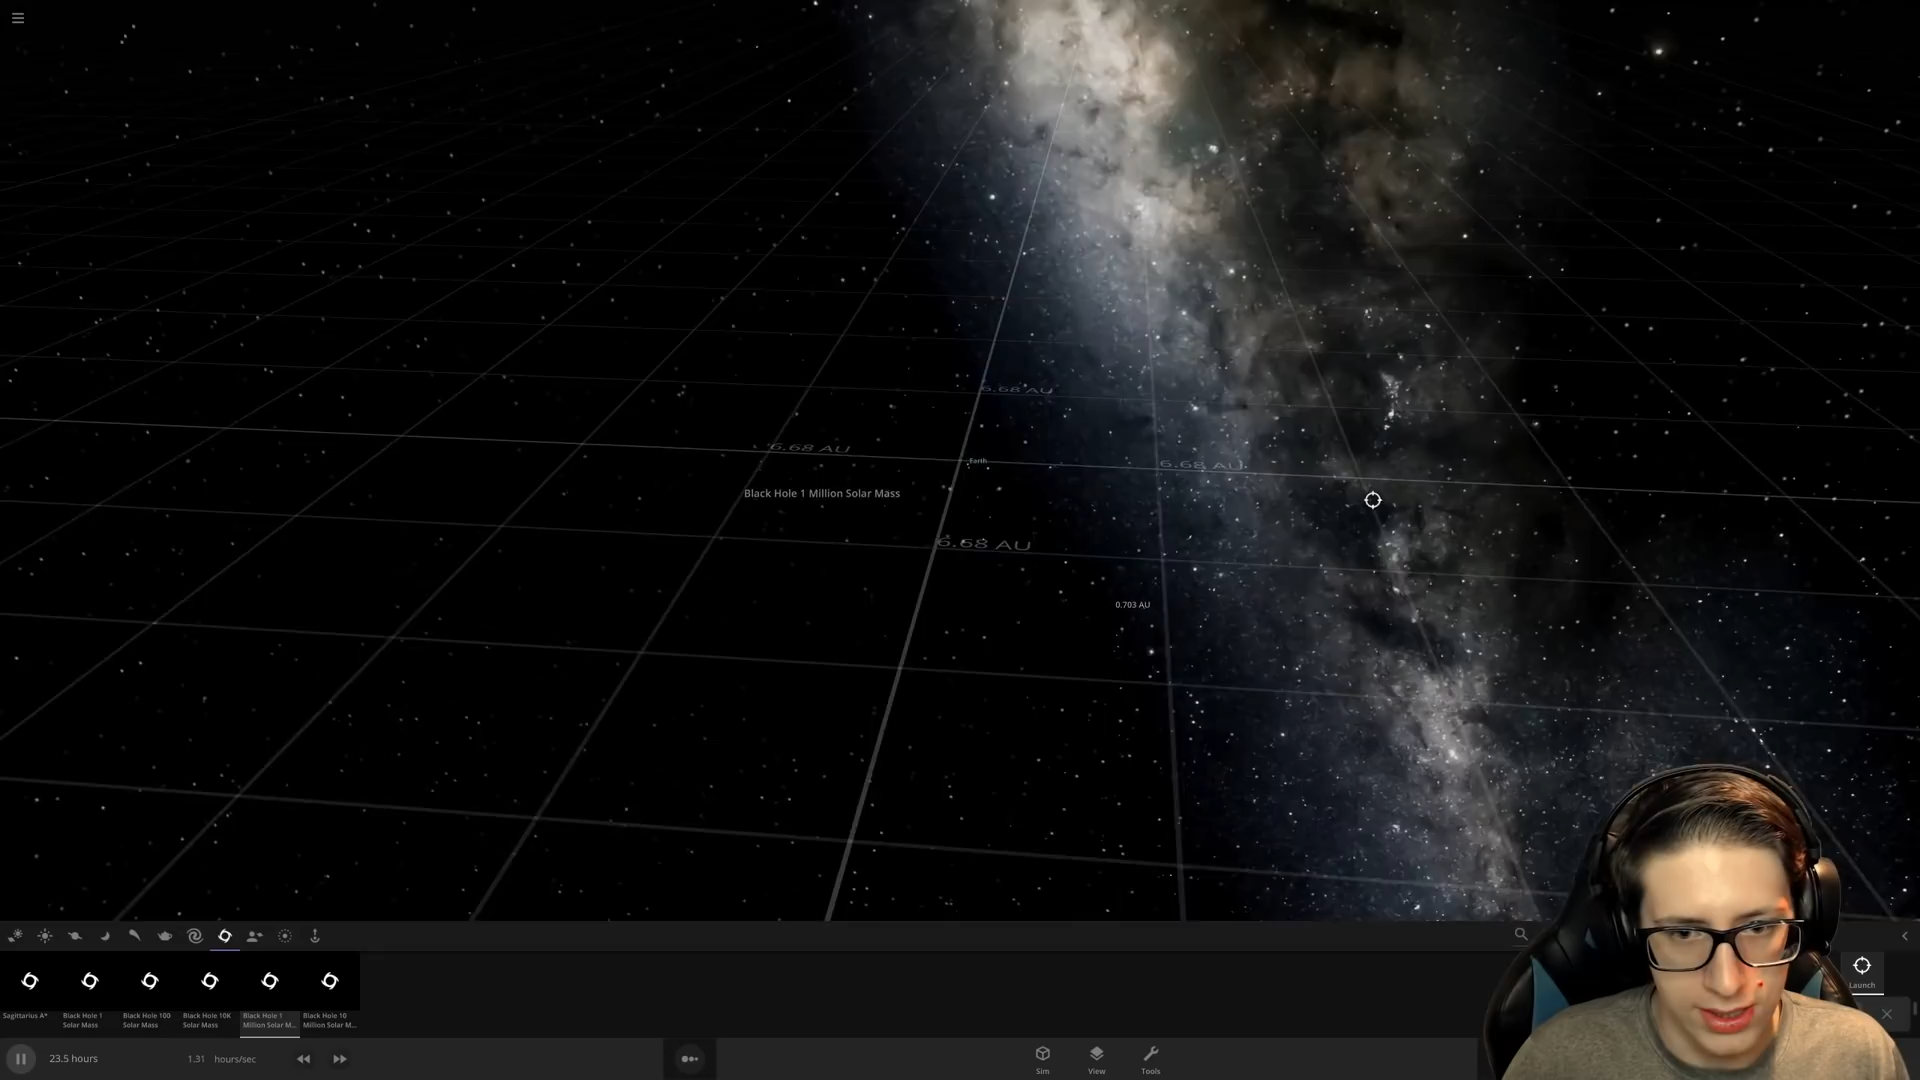 6.68 AU
6.68 AU
Earth
6.68 AU
Black Hole 1 Million Solar Mass
6.68 AU
0.703 AU
Launch
Sagittarius A*
Black Hole 1
Solar Mass
Black Hole 100
Solar Mass
Black Hole 10K
Solar Mass
Black Hole 1
Million Solar M...
Black Hole 10
Million Solar M...
23.5 hours
1.31 hours/sec
Sim
View
Tools